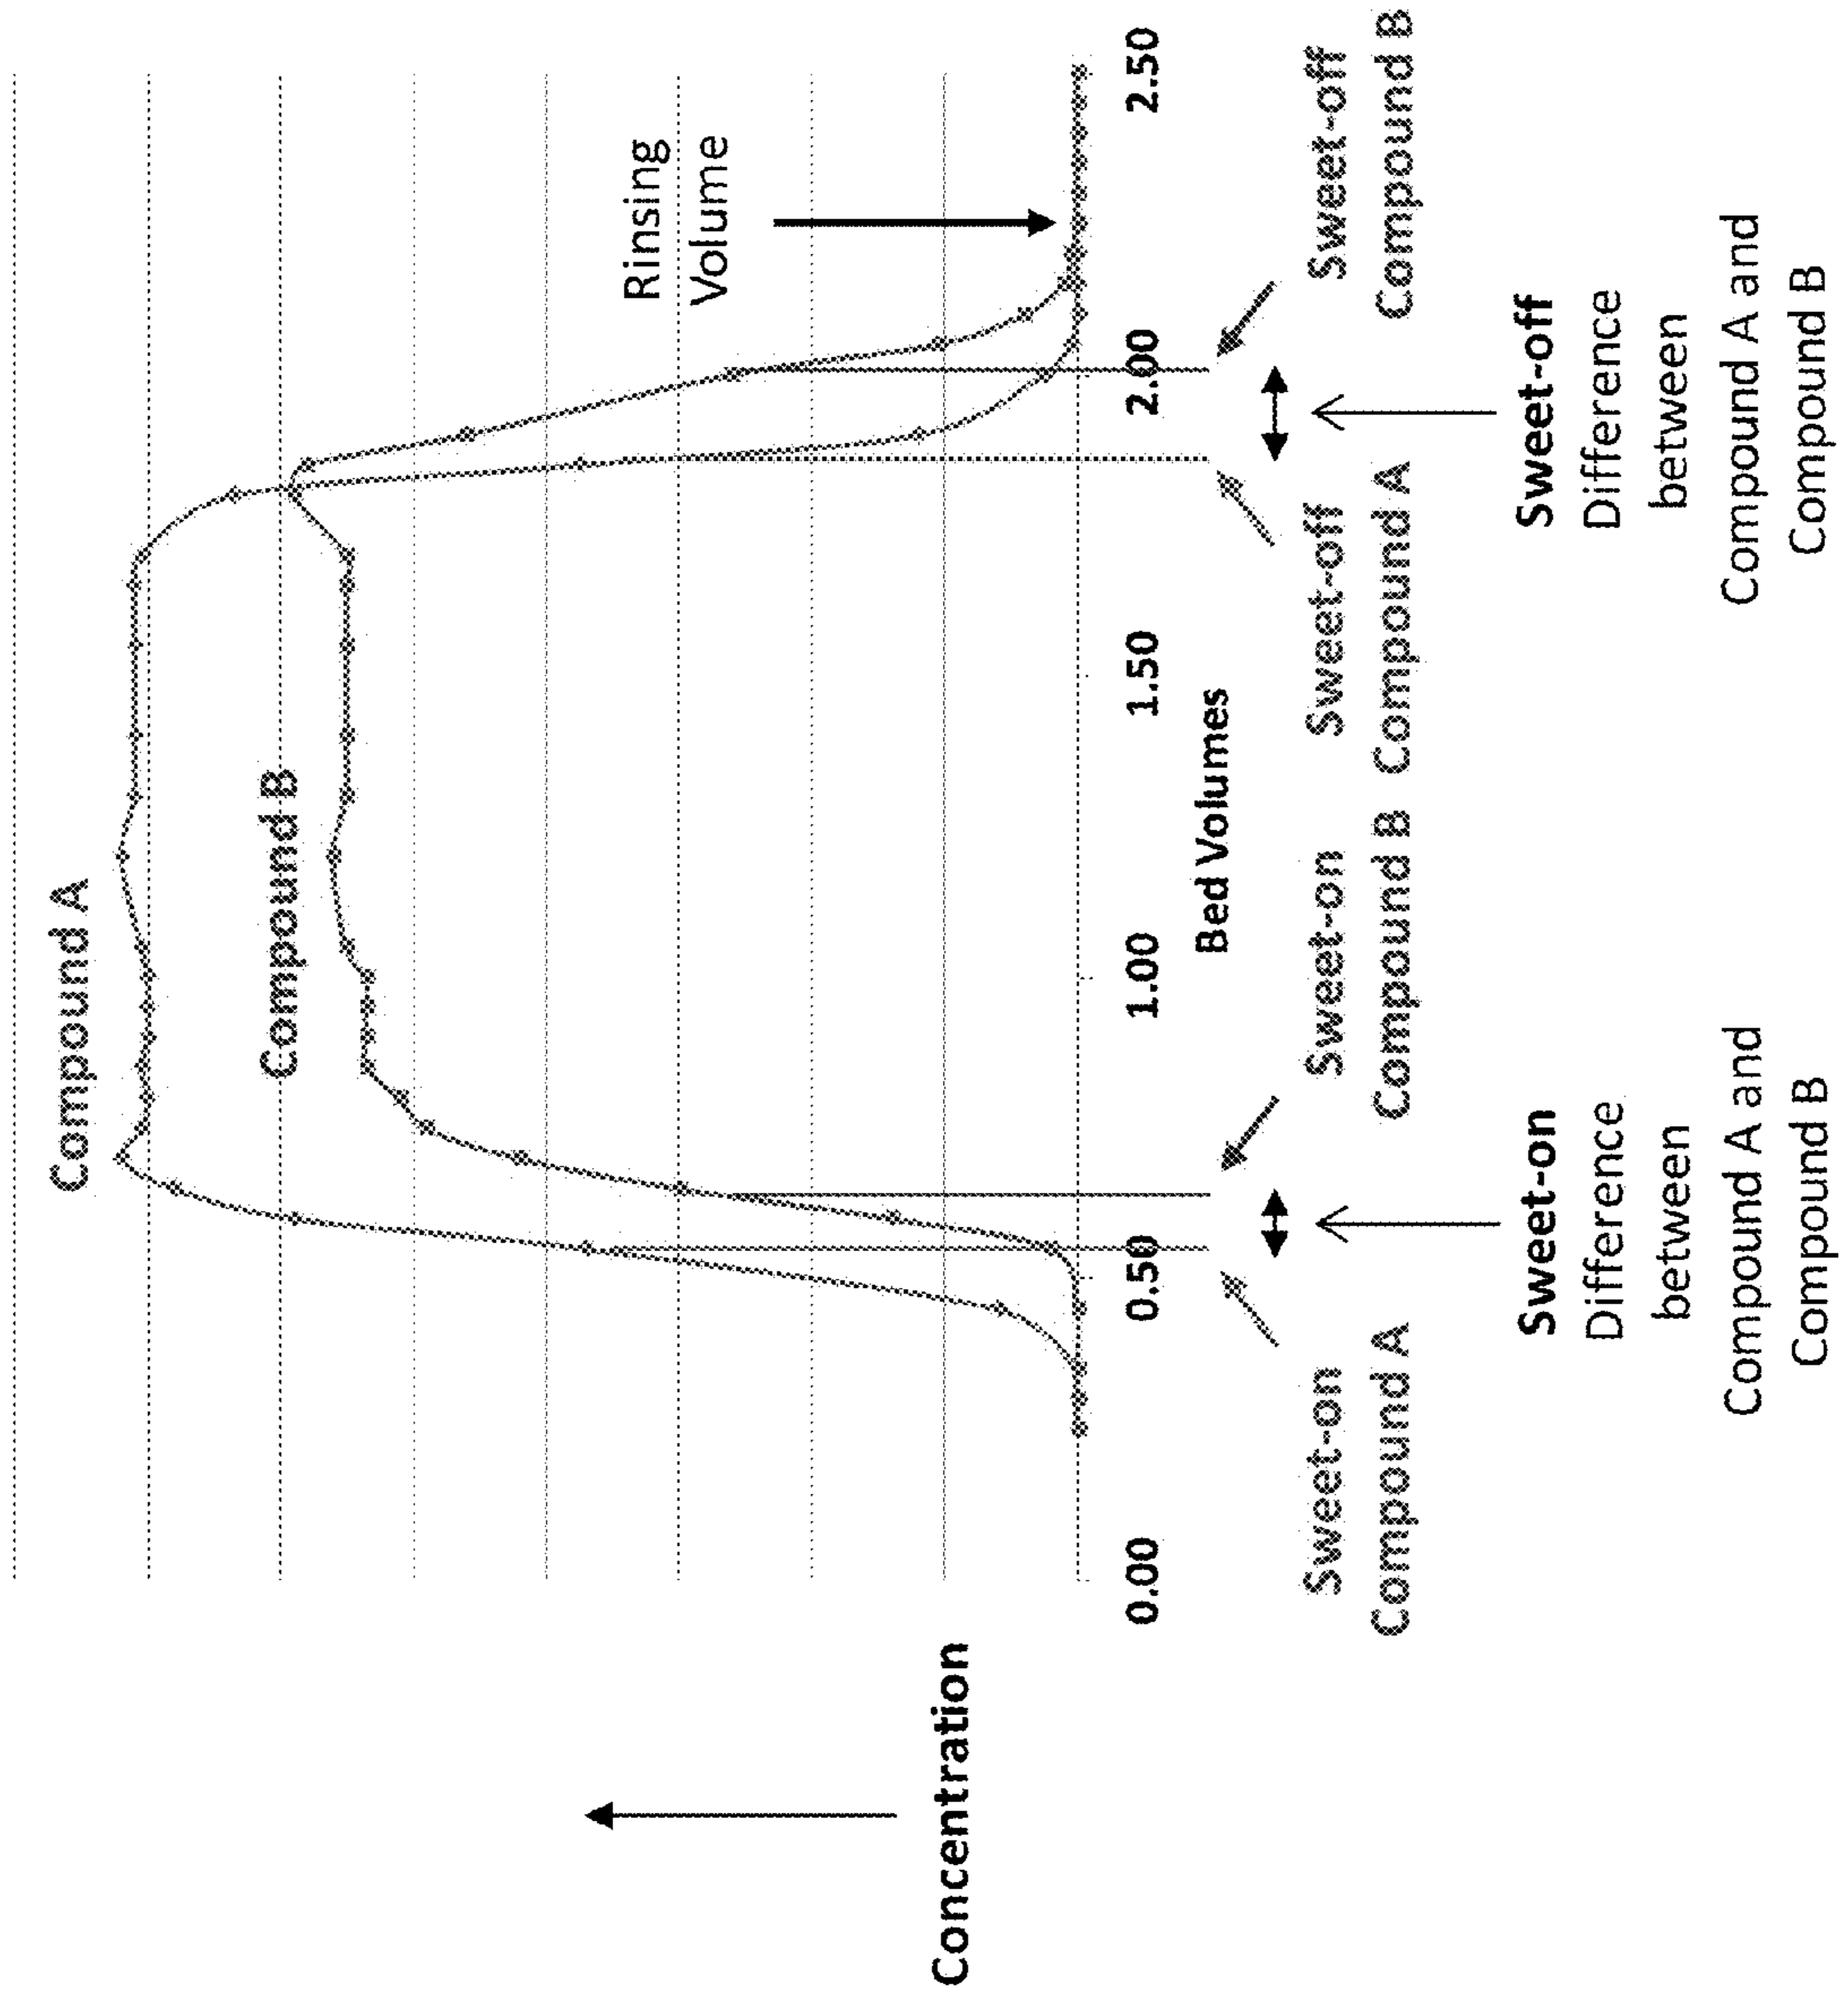 Compound A
Compound B
Rinsing
Volume
Concentration
0.00
0.50
1.00
1.50
2.00
2.50
Bed Volumes
Sweet-on
Compound A
Sweet-on
Compound B
Sweet-off
Compound A
Sweet-off
Compound B
Sweet-on
Difference
between
Compound A and
Compound B
Sweet-off
Difference
between
Compound A and
Compound B